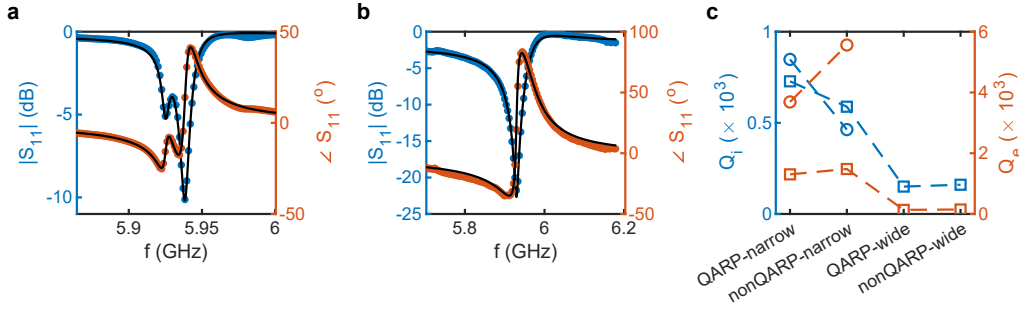 a
0
-5
-10
|S11| (dB)
5.9
5.95
6
f (GHz)
50
0
-50
∠ S11 (°)
b
0
-5
-10
-15
-20
-25
|S11| (dB)
5.8
6
6.2
f (GHz)
100
50
0
-50
∠ S11 (°)
c
1
0.5
0
Qi (× 10³)
6
4
2
0
Qe (× 10³)
QARP-narrow
nonQARP-narrow
QARP-wide
nonQARP-wide